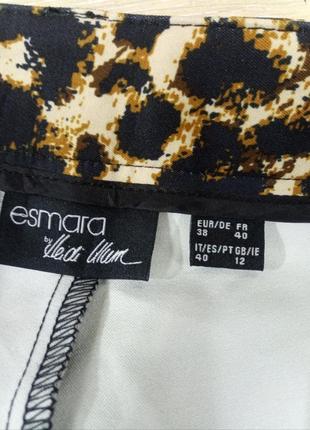 esmara
by Heidi Klum
EUR/DE FR
38 40
IT/ES/PT GB/IE
40 12